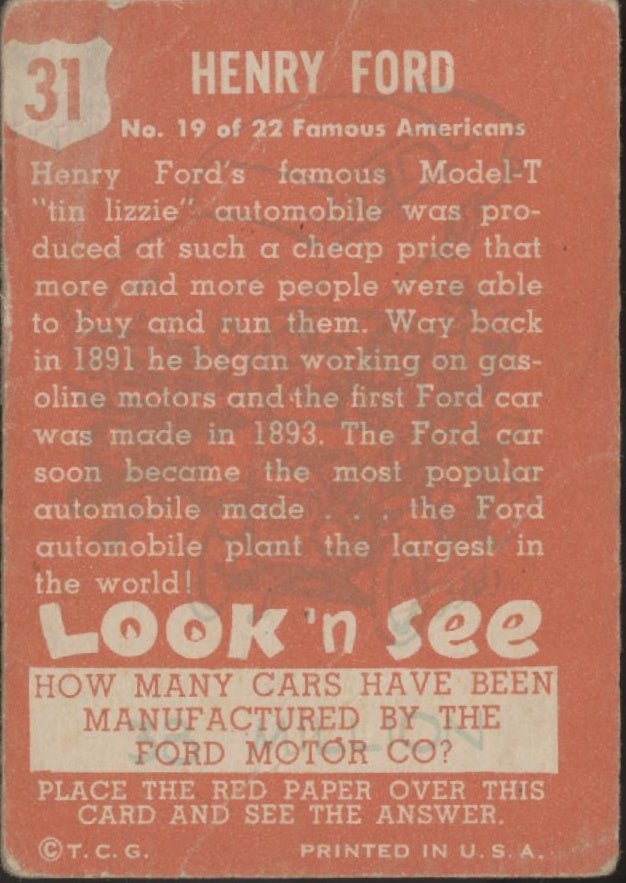 31
HENRY FORD
No. 19 of 22 Famous Americans
Henry Ford's famous Model-T
"tin lizzie" automobile was pro-
duced at such a cheap price that
more and more people were able
to buy and run them. Way back
in 1891 he began working on gas-
oline motors and the first Ford car
was made in 1893. The Ford car
soon became the most popular
automobile made . . . the Ford
automobile plant the largest in
the world!
LOOK 'n See
HOW MANY CARS HAVE BEEN
MANUFACTURED BY THE
FORD MOTOR CO?
PLACE THE RED PAPER OVER THIS
CARD AND SEE THE ANSWER.
© T. C. G. PRINTED IN U. S. A.